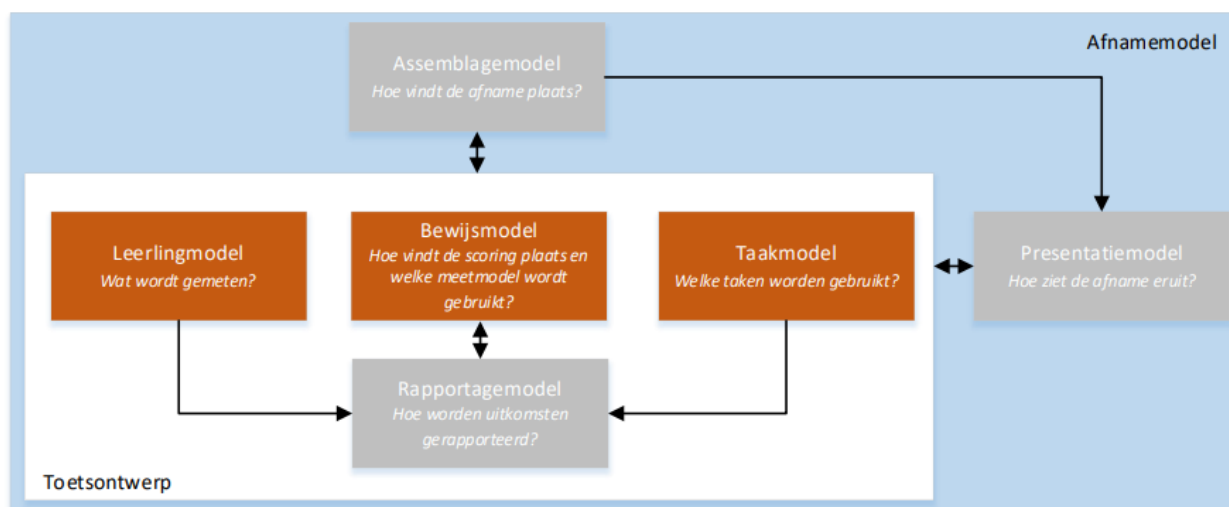 Afnamemodel
Assemblagemodel
Hoe vindt de afname plaats?
Leerlingmodel
Wat wordt gemeten?
Bewijsmodel
Hoe vindt de scoring plaats en
welke meetmodel wordt
gebruikt?
Taakmodel
Welke taken worden gebruikt?
Presentatiemodel
Hoe ziet de afname eruit?
Rapportagemodel
Hoe worden uitkomsten
gerapporteerd?
Toetsontwerp